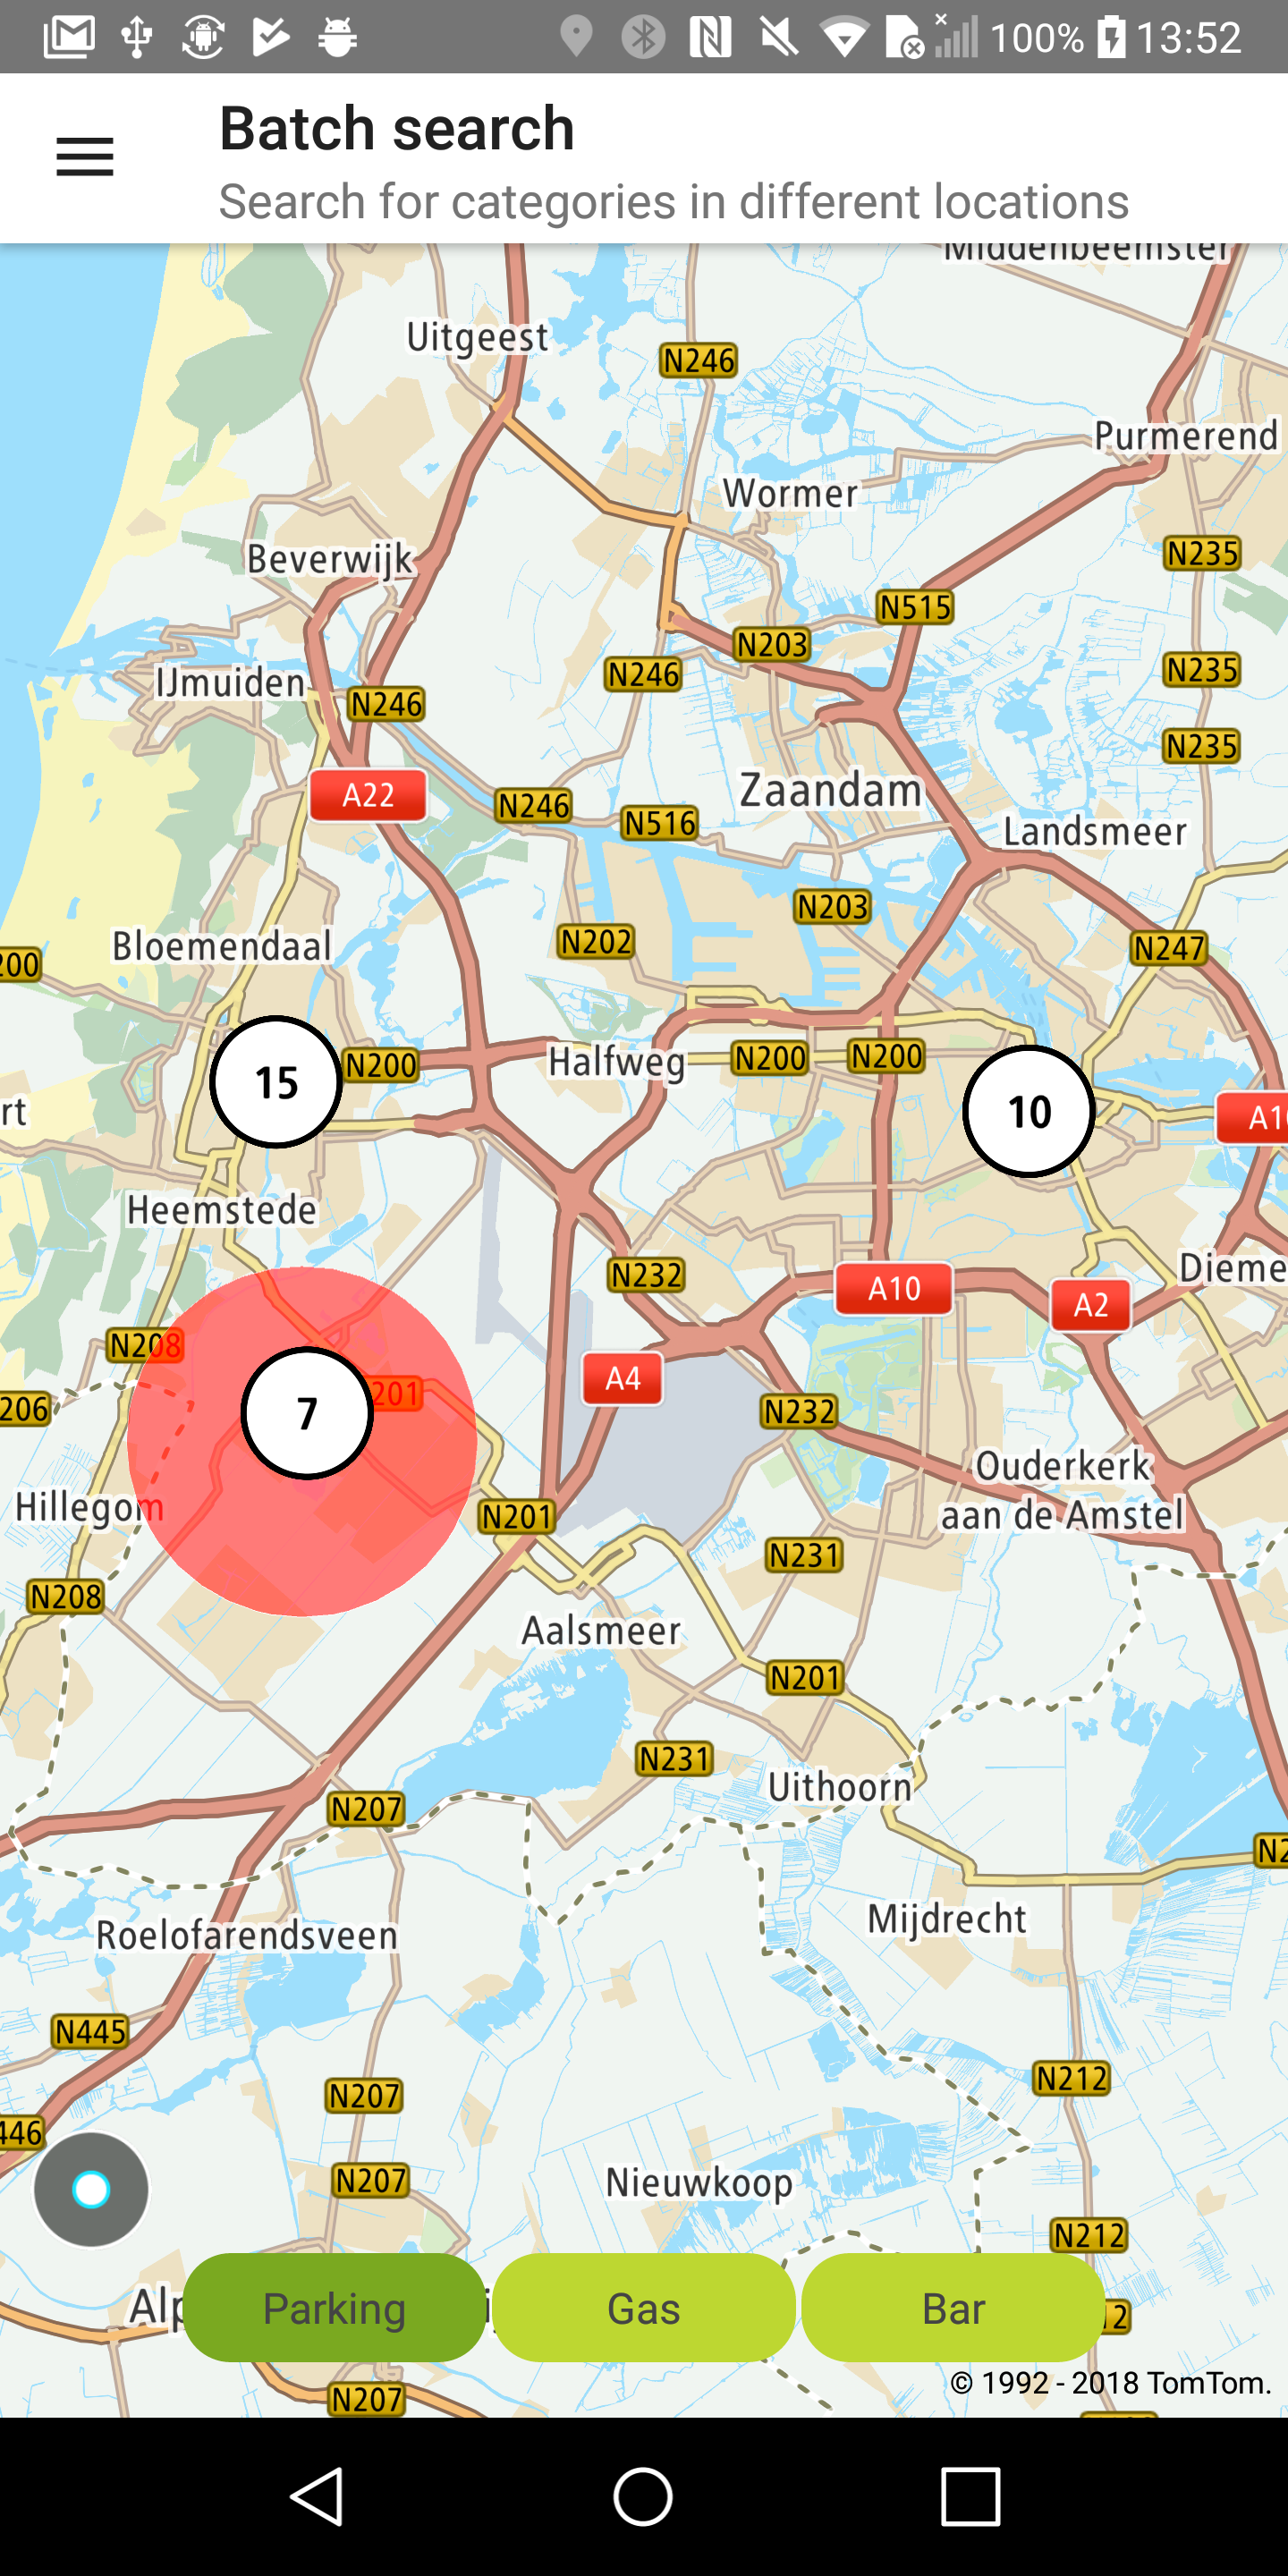 100% 13:52
Batch search
Search for categories in different locations
Middenbeemster
Uitgeest
N246
Purmerend
Wormer
N235
Beverwijk
N515
N203
N246
N235
IJmuiden
N246
N235
A22
Zaandam
N246
N516
Landsmeer
N203
N202
Bloemendaal
N247
200
15
N200
Halfweg
N200
N200
10
rt
A10
Heemstede
N232
Dieme
A10
A2
N208
A4
201
206
7
N232
Ouderkerk
aan de Amstel
Hillegom
N201
N231
N208
Aalsmeer
N201
N231
Uithoorn
N207
N2
Mijdrecht
Roelofarendsveen
N445
N212
N207
446
N207
Nieuwkoop
N212
Alp
Parking
Gas
Bar
12
© 1992 - 2018 TomTom.
N207